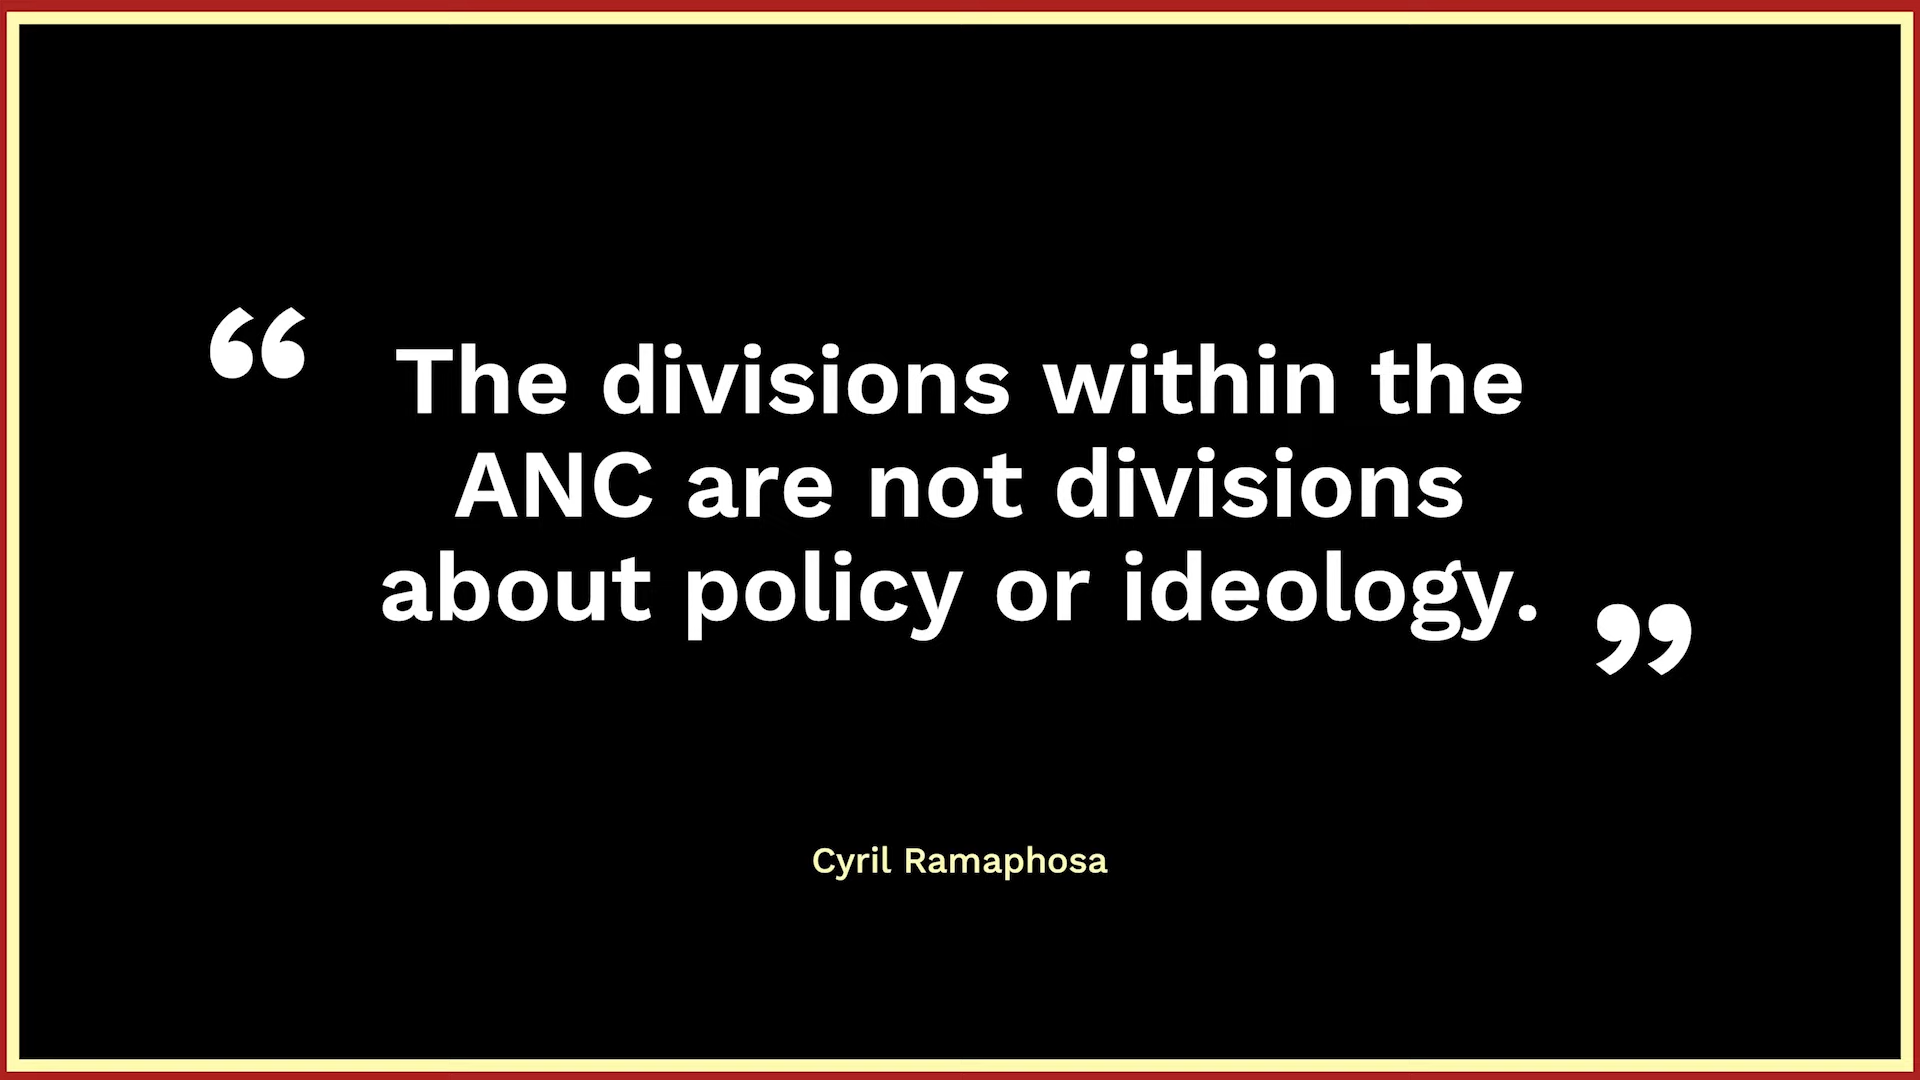 “The divisions within the
ANC are not divisions
about policy or ideology.”
Cyril Ramaphosa